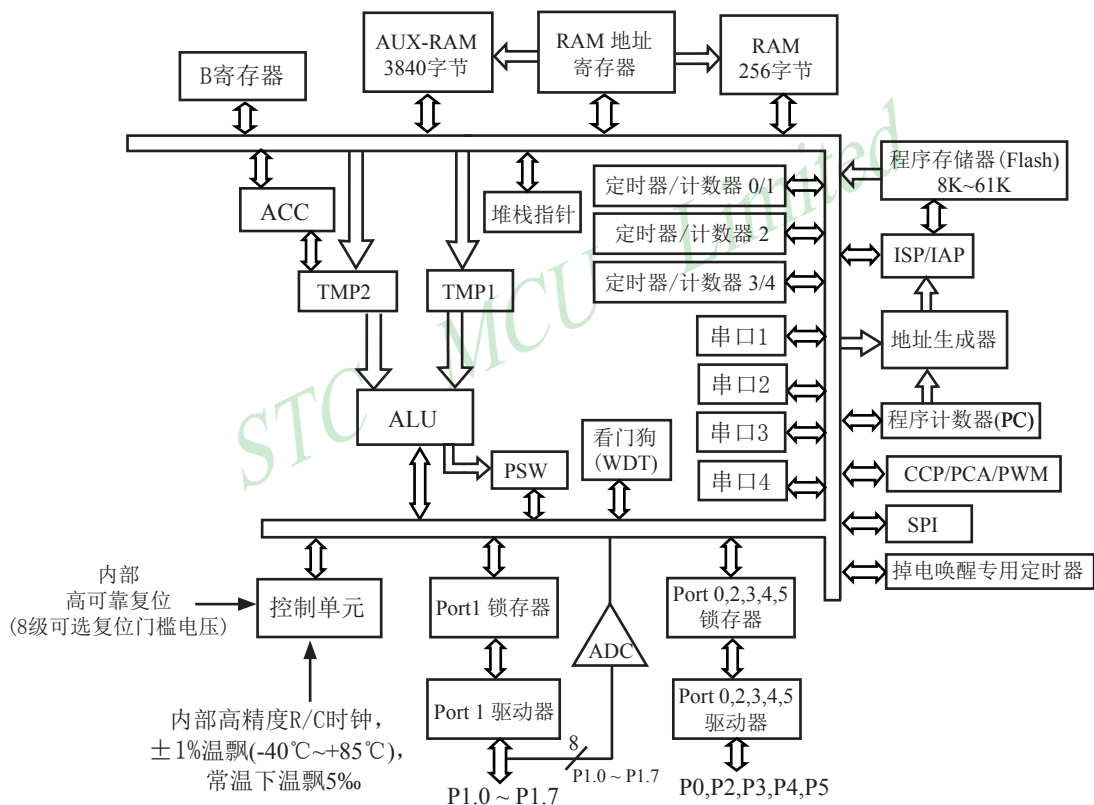 AUX-RAM
3840字节
RAM 地址
寄存器
RAM
256字节
B寄存器
程序存储器(Flash)
8K~61K
定时器/计数器 0/1
ACC
堆栈指针
定时器/计数器 2
ISP/IAP
TMP2
TMP1
定时器/计数器 3/4
串口1
地址生成器
串口2
ALU
程序计数器(PC)
看门狗
(WDT)
串口3
PSW
串口4
CCP/PCA/PWM
SPI
掉电唤醒专用定时器
内部
高可靠复位
(8级可选复位门槛电压)
控制单元
Port1 锁存器
ADC
Port 0,2,3,4,5
锁存器
Port 1 驱动器
Port 0,2,3,4,5
驱动器
内部高精度R/C时钟,
±1%温飘(-40℃~+85℃),
常温下温飘5‰
8
P1.0 ~ P1.7
P1.0 ~ P1.7
P0,P2,P3,P4,P5
STC MCU Limited